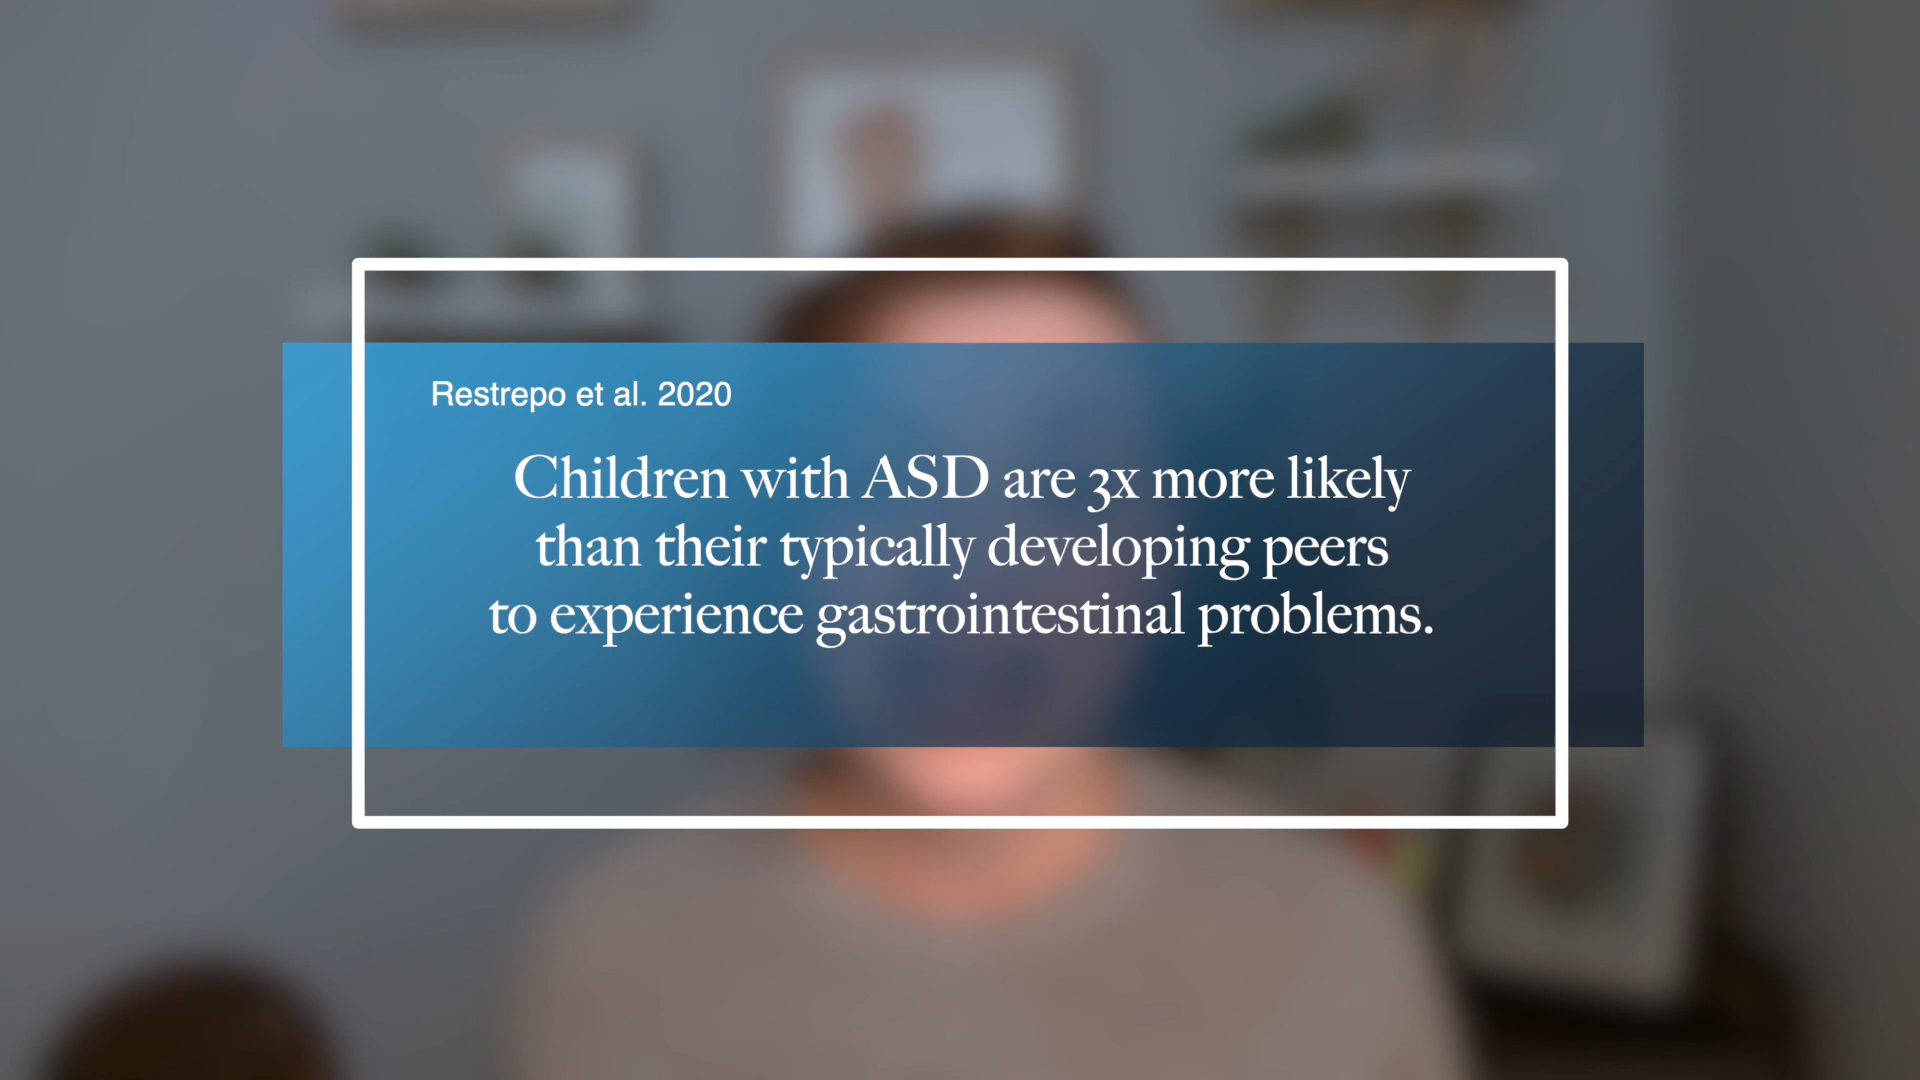 Restrepo et al. 2020
Children with ASD are 3x more likely
than their typically developing peers
to experience gastrointestinal problems.